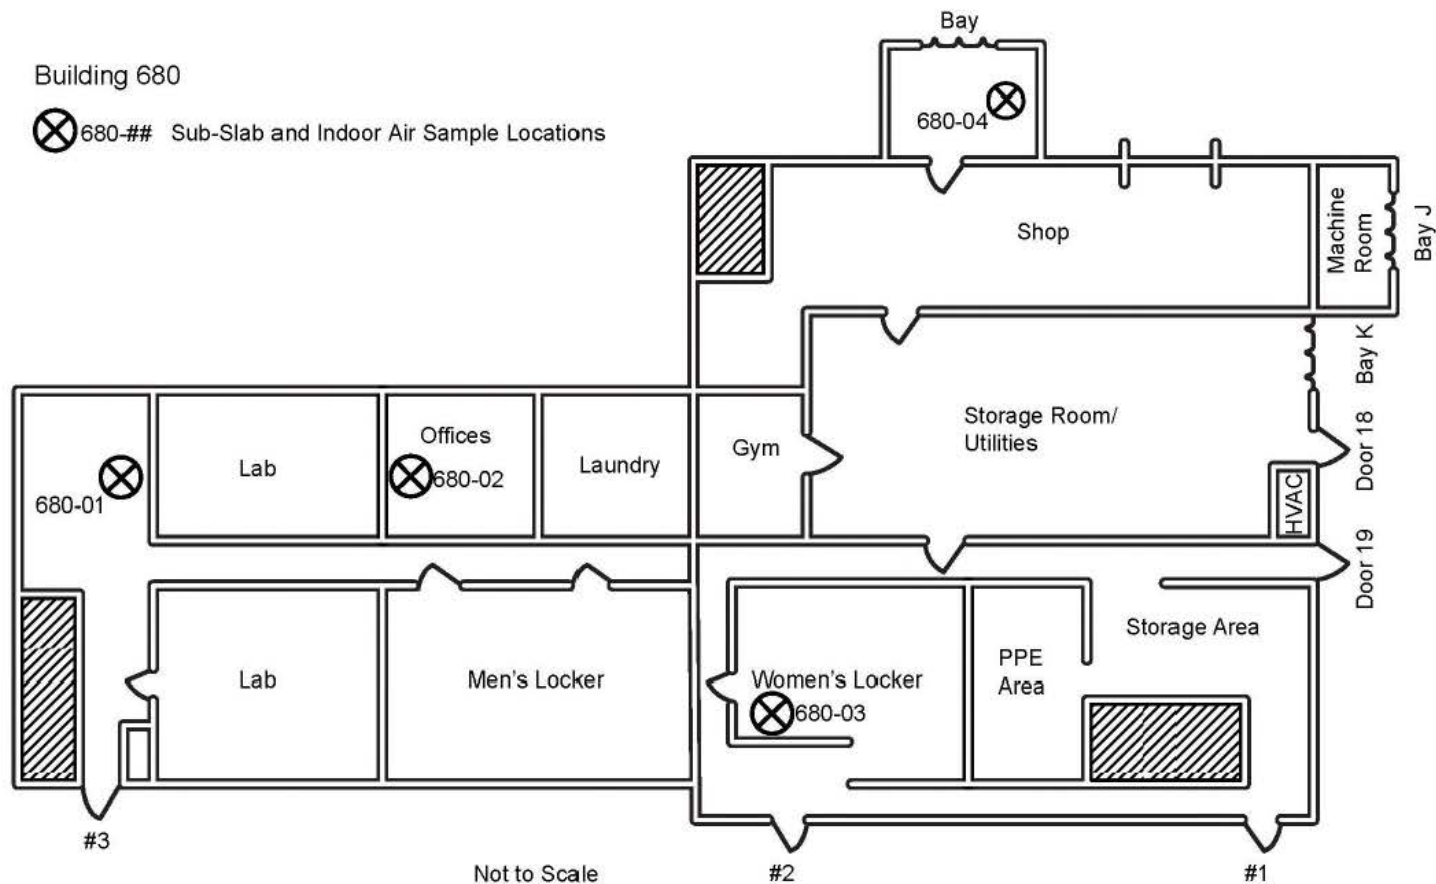 Bay
Building 680
680-## Sub-Slab and Indoor Air Sample Locations
680-04
Shop
Machine
Room
Bay J
Bay K
Storage Room/
Utilities
Door 18
HVAC
Door 19
680-01
Lab
Offices
680-02
Laundry
Gym
Lab
Men's Locker
Women's Locker
680-03
PPE
Area
Storage Area
#3
Not to Scale
#2
#1